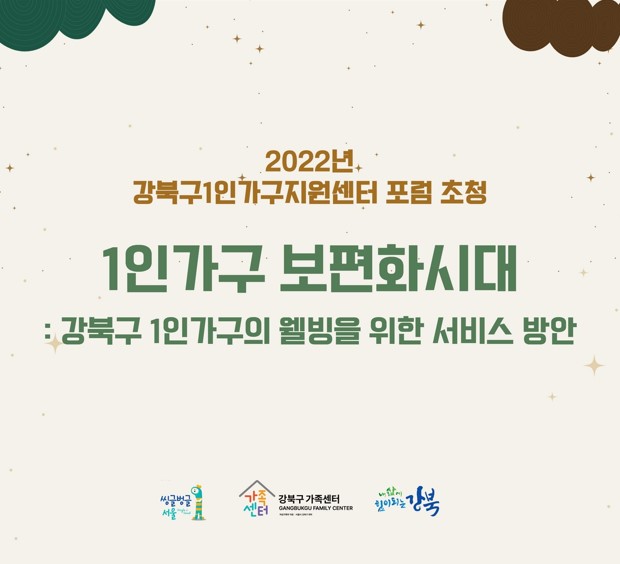 2022년
강북구1인가구지원센터 포럼 초청
1인가구 보편화시대
: 강북구 1인가구의 웰빙을 위한 서비스 방안
씽글벙글
서울
가족
센터
강북구 가족센터
GANGBUKGU FAMILY CENTER
내 삶에
힘이되는 강북